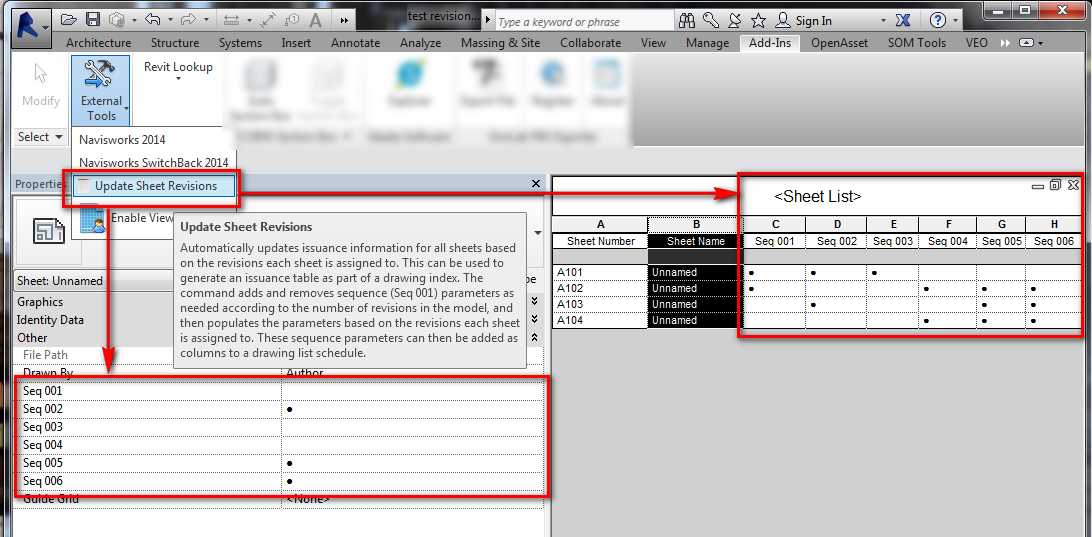 test revision...
Type a keyword or phrase
Sign In
Architecture Structure Systems Insert Annotate Analyze Massing & Site Collaborate View Manage Add-Ins OpenAsset SOM Tools VEO
Modify
External Tools
Revit Lookup
Select
Navisworks 2014
Navisworks SwitchBack 2014
Properties
Update Sheet Revisions
Enable View
Update Sheet Revisions
Automatically updates issuance information for all sheets based
on the revisions each sheet is assigned to. This can be used to
generate an issuance table as part of a drawing index. The
command adds and removes sequence (Seq 001) parameters as
needed according to the number of revisions in the model, and
then populates the parameters based on the revisions each sheet
is assigned to. These sequence parameters can then be added as
columns to a drawing list schedule.
Sheet: Unnamed
pe
Graphics
Identity Data
Other
File Path
Drawn By Author
Seq 001
Seq 002 ●
Seq 003
Seq 004
Seq 005 ●
Seq 006 ●
Guide Grid <None>
<Sheet List>
A B C D E F G H
Sheet Number Sheet Name Seq 001 Seq 002 Seq 003 Seq 004 Seq 005 Seq 006
A101 Unnamed ● ● ●
A102 Unnamed ● ● ● ●
A103 Unnamed ● ● ●
A104 Unnamed ● ● ●